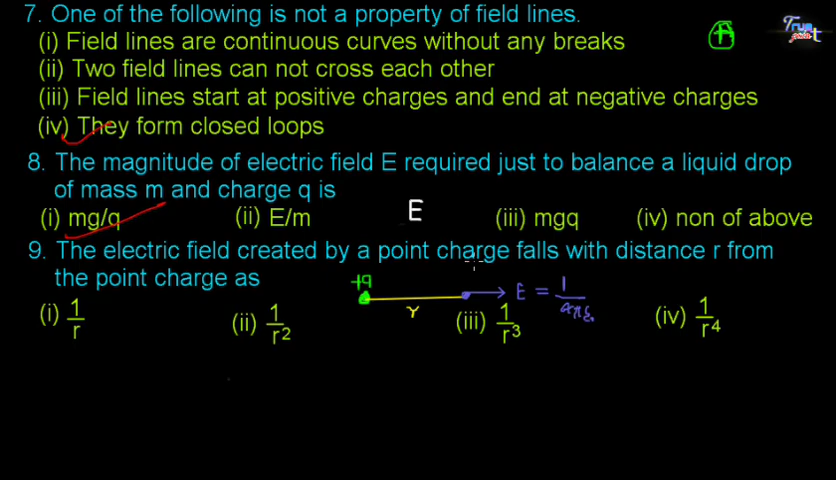 7. One of the following is not a property of field lines.
(i) Field lines are continuous curves without any breaks
(ii) Two field lines can not cross each other
(iii) Field lines start at positive charges and end at negative charges
(iv) They form closed loops
8. The magnitude of electric field E required just to balance a liquid drop
of mass m and charge q is
(i) mg/q (ii) E/m E (iii) mgq (iv) non of above
9. The electric field created by a point charge falls with distance r from
the point charge as
+q r E = 1/4πε₀
(i) 1/r (ii) 1/r2 (iii) 1/r3 (iv) 1/r4
True